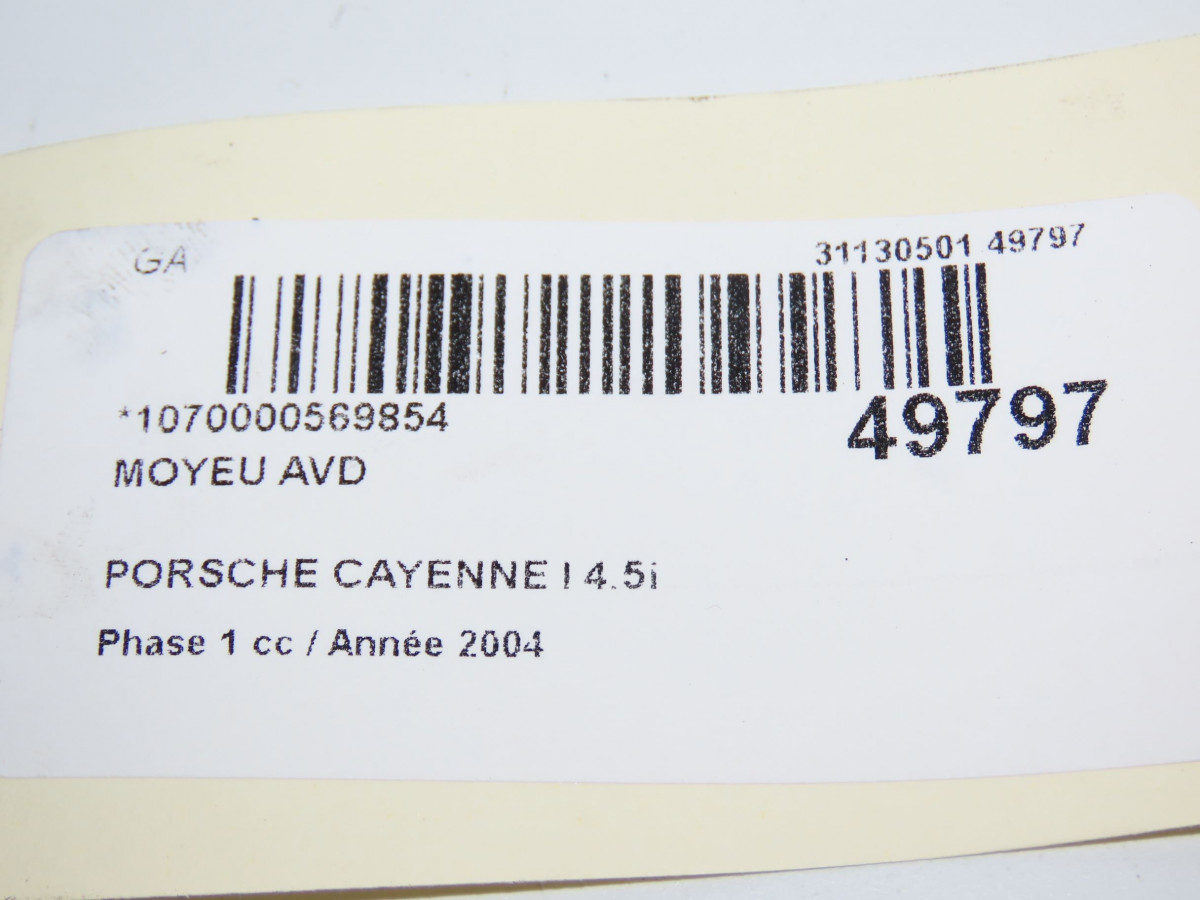 GA
31130501 49797
*1070000569854
49797
MOYEU AVD
PORSCHE CAYENNE I 4.5i
Phase 1 cc / Année 2004